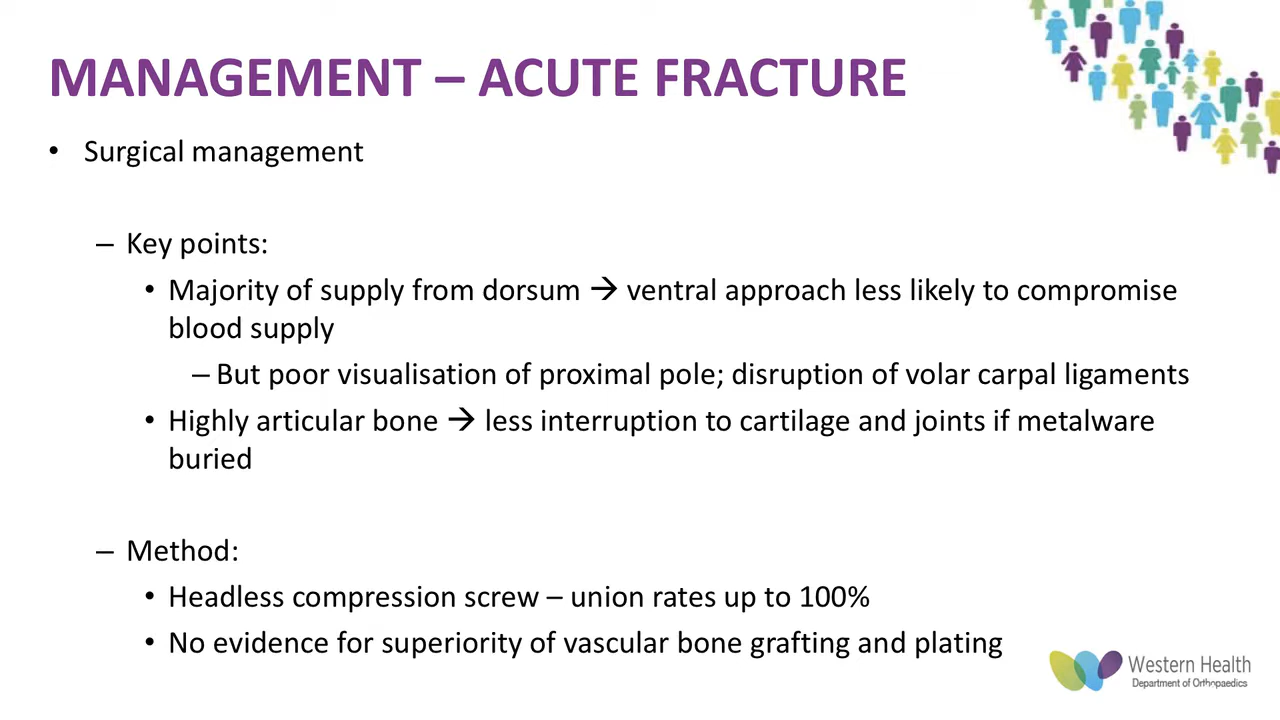 MANAGEMENT – ACUTE FRACTURE
• Surgical management
– Key points:
• Majority of supply from dorsum → ventral approach less likely to compromise
blood supply
– But poor visualisation of proximal pole; disruption of volar carpal ligaments
• Highly articular bone → less interruption to cartilage and joints if metalware
buried
– Method:
• Headless compression screw – union rates up to 100%
• No evidence for superiority of vascular bone grafting and plating
Western Health
Department of Orthopaedics